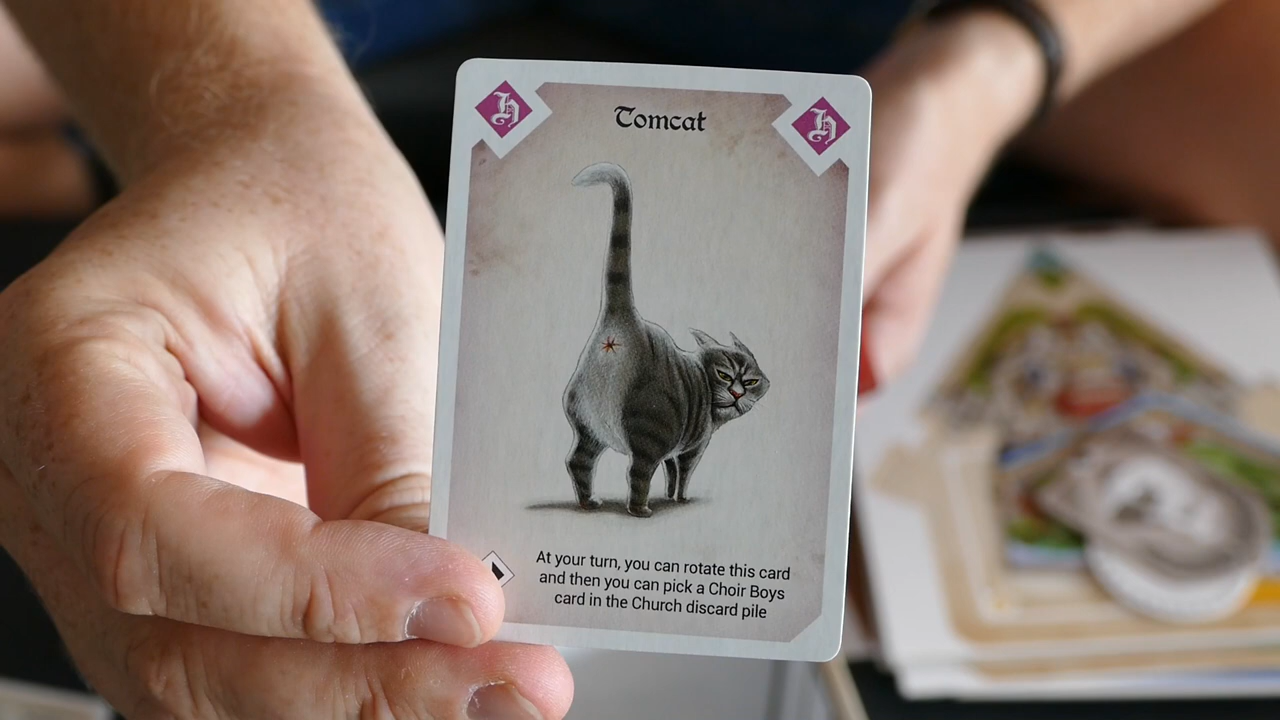 H
H
Tomcat
At your turn, you can rotate this card
and then you can pick a Choir Boys
card in the Church discard pile